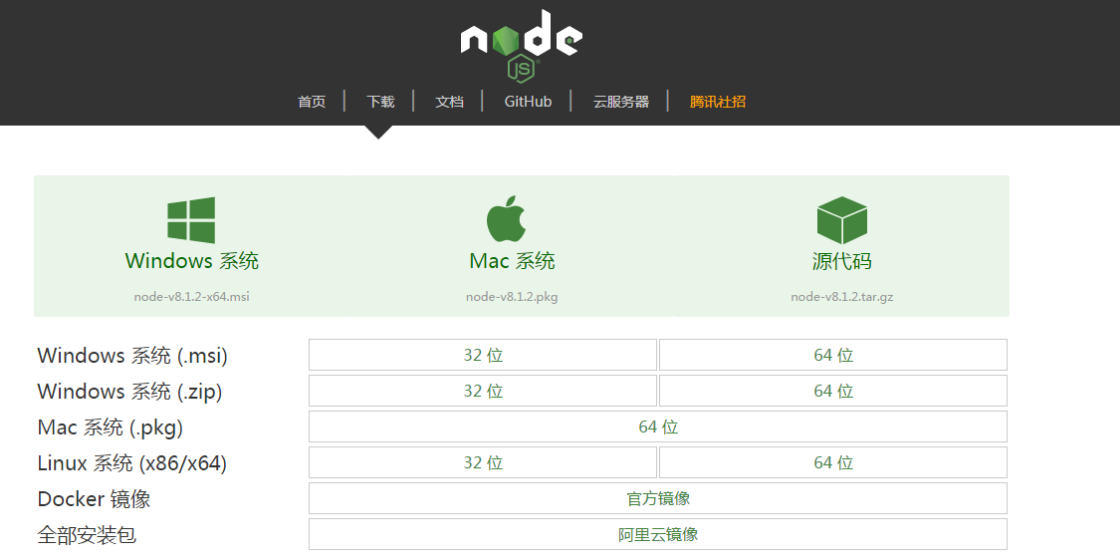 node
JS
首页 下载 文档 GitHub 云服务器 腾讯社招
Windows 系统 Mac 系统 源代码
node-v8.1.2-x64.msi node-v8.1.2.pkg node-v8.1.2.tar.gz
Windows 系统 (.msi) 32 位 64 位
Windows 系统 (.zip) 32 位 64 位
Mac 系统 (.pkg) 64 位
Linux 系统 (x86/x64) 32 位 64 位
Docker 镜像 官方镜像
全部安装包 阿里云镜像